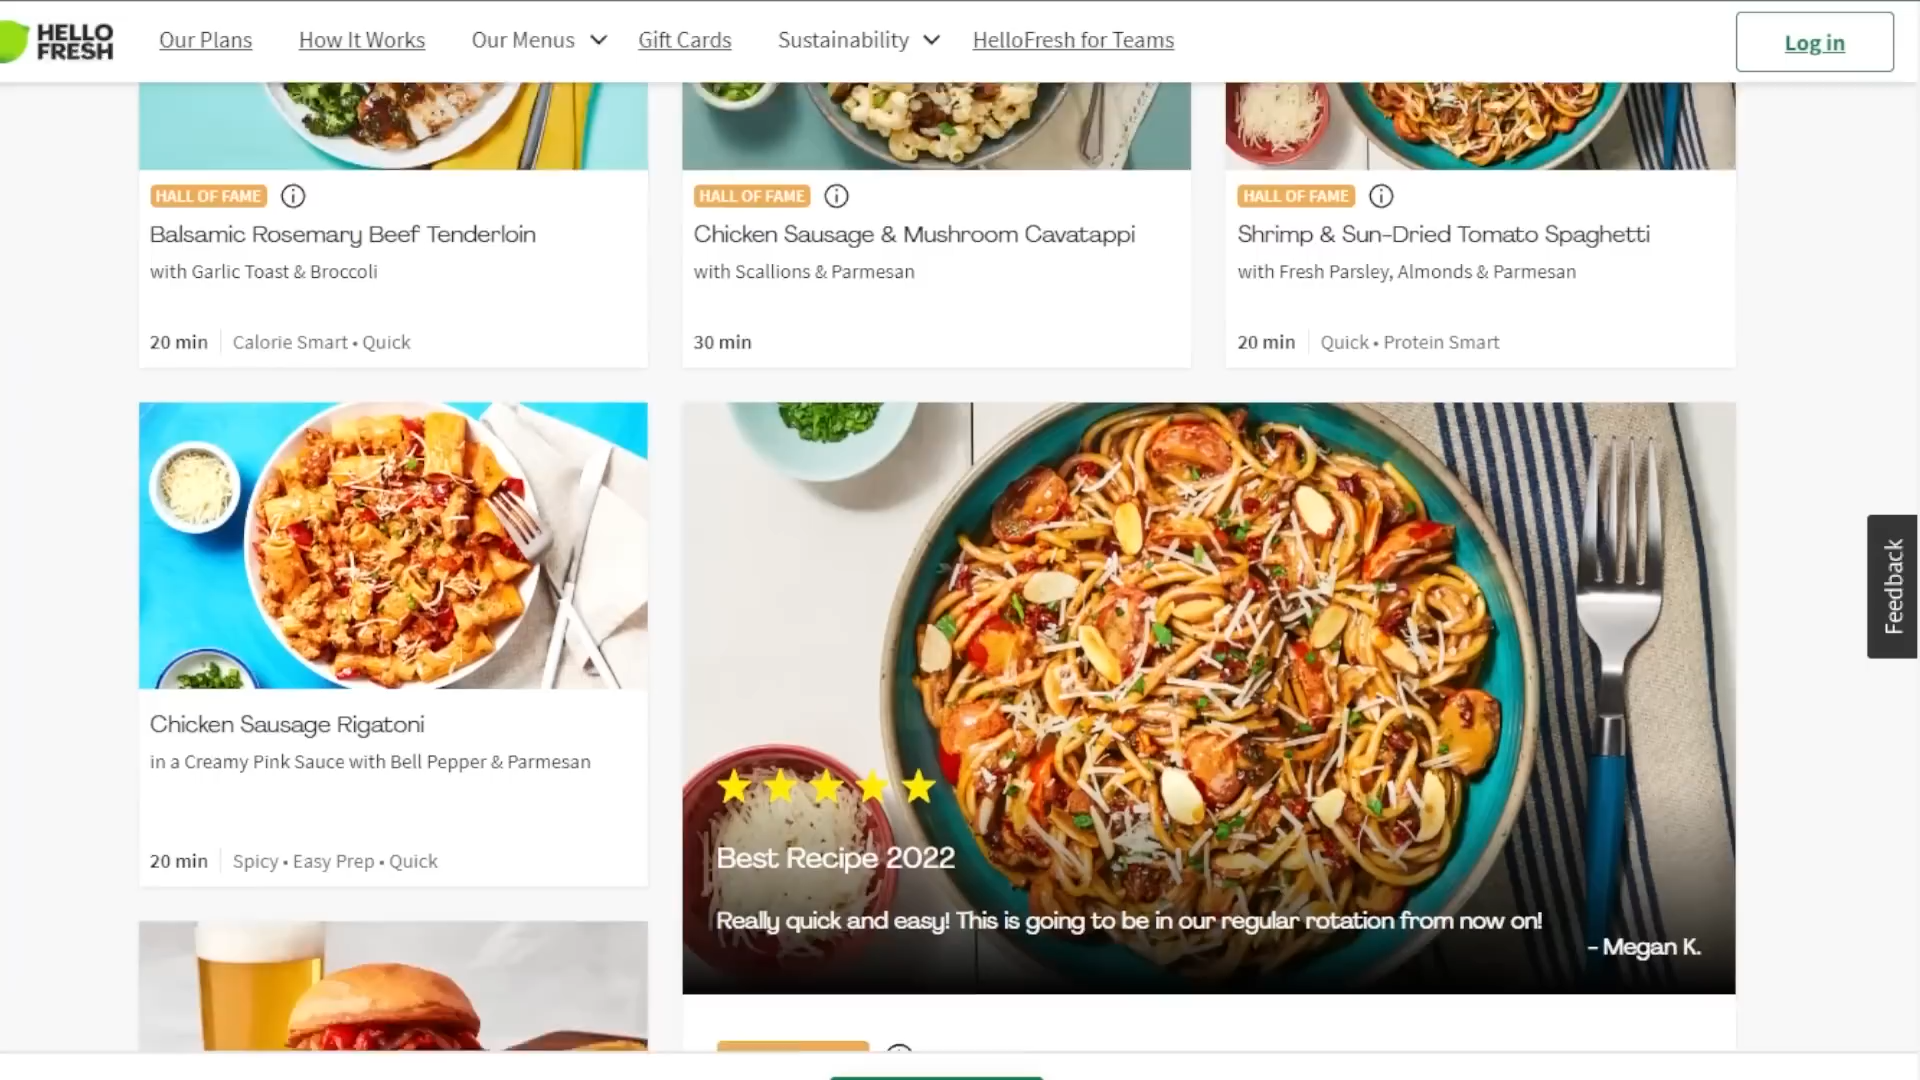 HELLO
FRESH
Our Plans
How It Works
Our Menus
Gift Cards
Sustainability
HelloFresh for Teams
Log in
HALL OF FAME
Balsamic Rosemary Beef Tenderloin
with Garlic Toast & Broccoli
20 min
Calorie Smart • Quick
HALL OF FAME
Chicken Sausage & Mushroom Cavatappi
with Scallions & Parmesan
30 min
HALL OF FAME
Shrimp & Sun-Dried Tomato Spaghetti
with Fresh Parsley, Almonds & Parmesan
20 min
Quick • Protein Smart
Chicken Sausage Rigatoni
in a Creamy Pink Sauce with Bell Pepper & Parmesan
20 min
Spicy • Easy Prep • Quick
Best Recipe 2022
Really quick and easy! This is going to be in our regular rotation from now on!
- Megan K.
Feedback